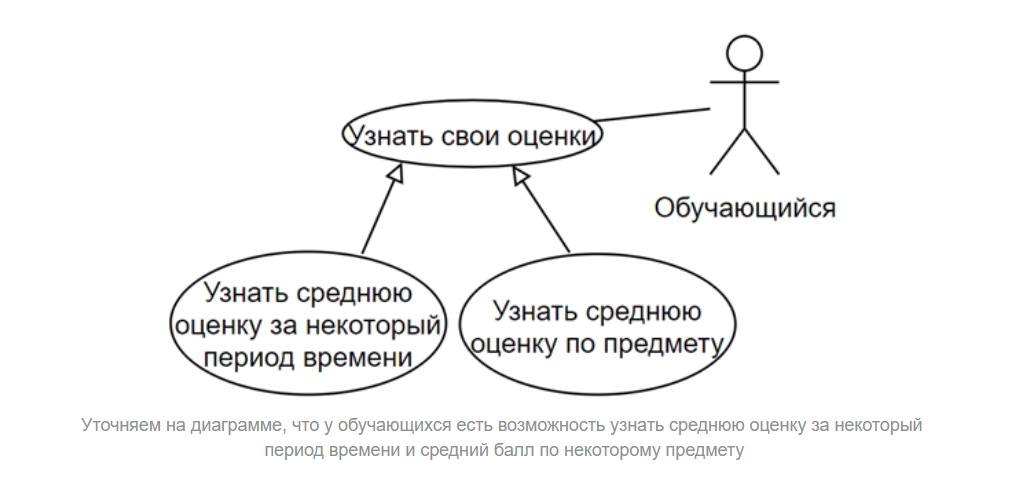 Узнать свои оценки
Обучающийся
Узнать среднюю
оценку за некоторый
период времени
Узнать среднюю
оценку по предмету
Уточняем на диаграмме, что у обучающихся есть возможность узнать среднюю оценку за некоторый
период времени и средний балл по некоторому предмету